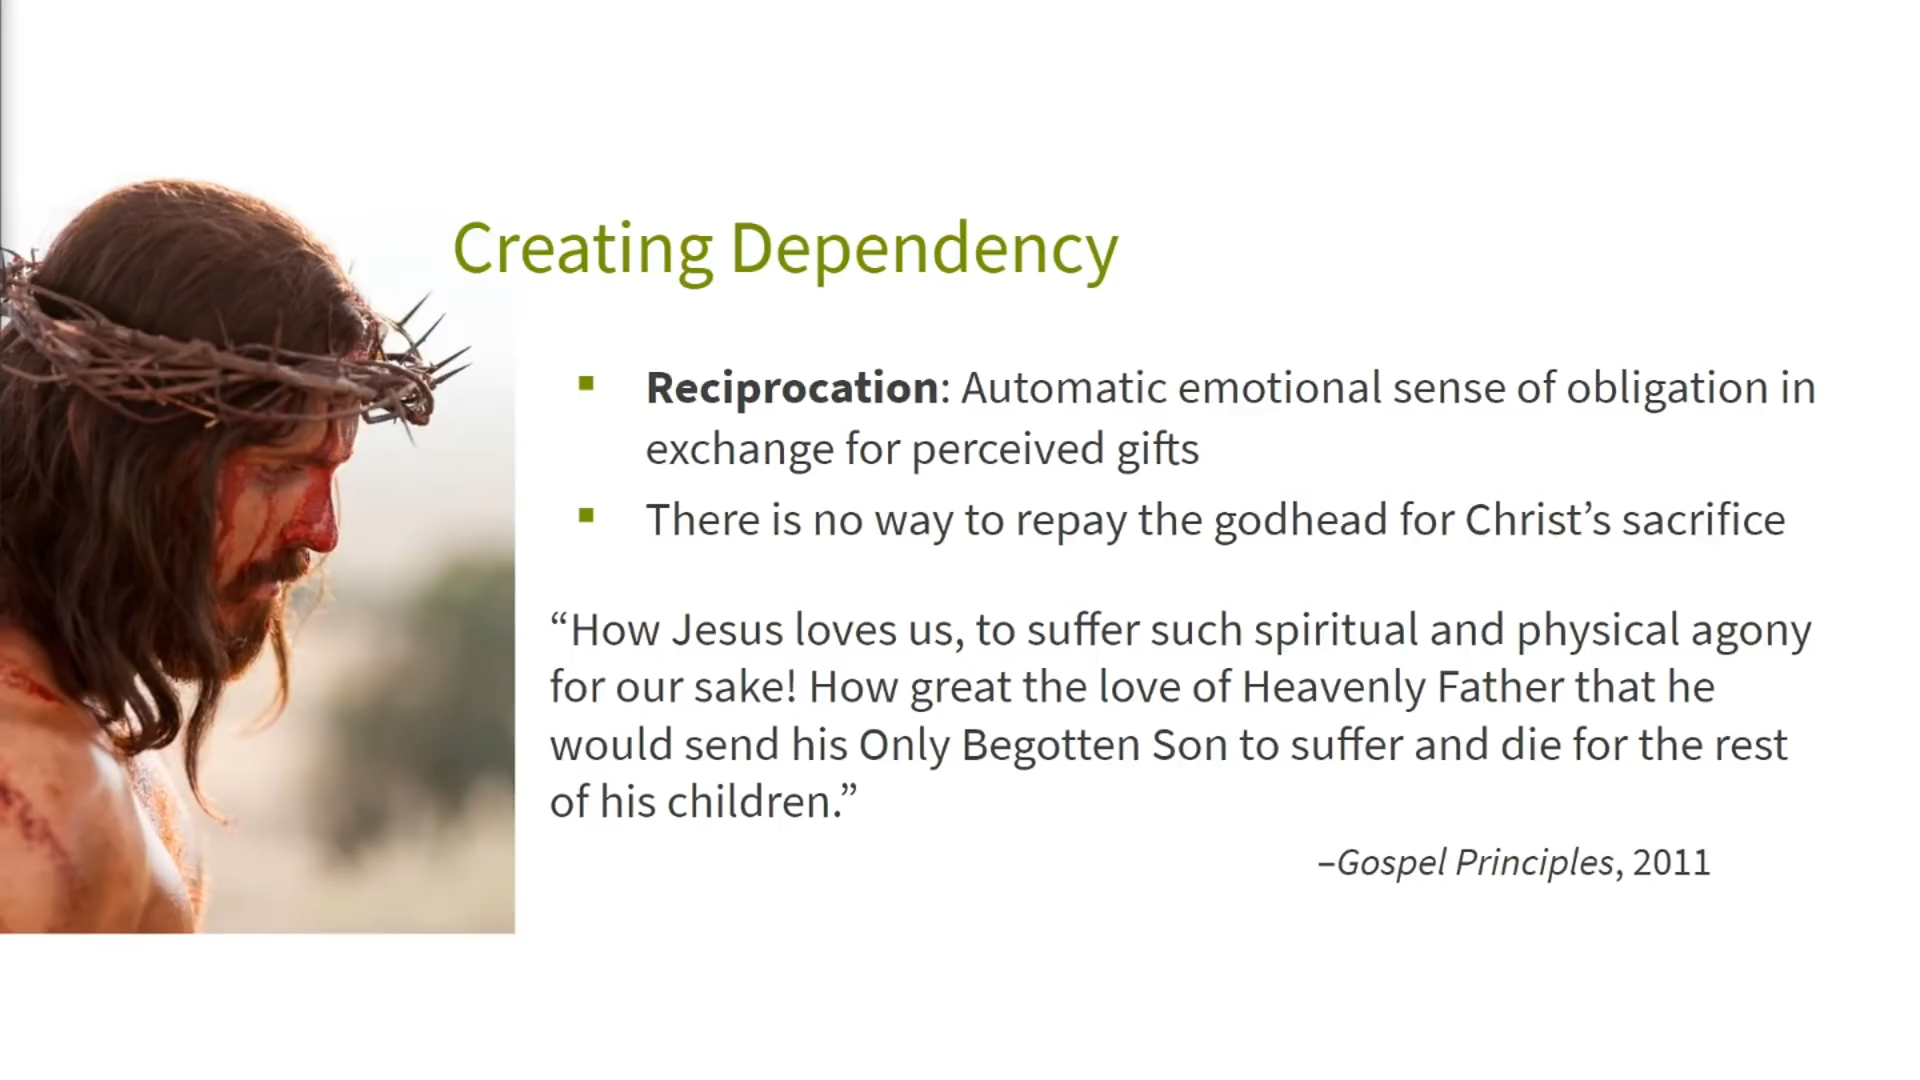 Creating Dependency
▪ Reciprocation: Automatic emotional sense of obligation in
exchange for perceived gifts
▪ There is no way to repay the godhead for Christ’s sacrifice
“How Jesus loves us, to suffer such spiritual and physical agony
for our sake! How great the love of Heavenly Father that he
would send his Only Begotten Son to suffer and die for the rest
of his children.”
–Gospel Principles, 2011